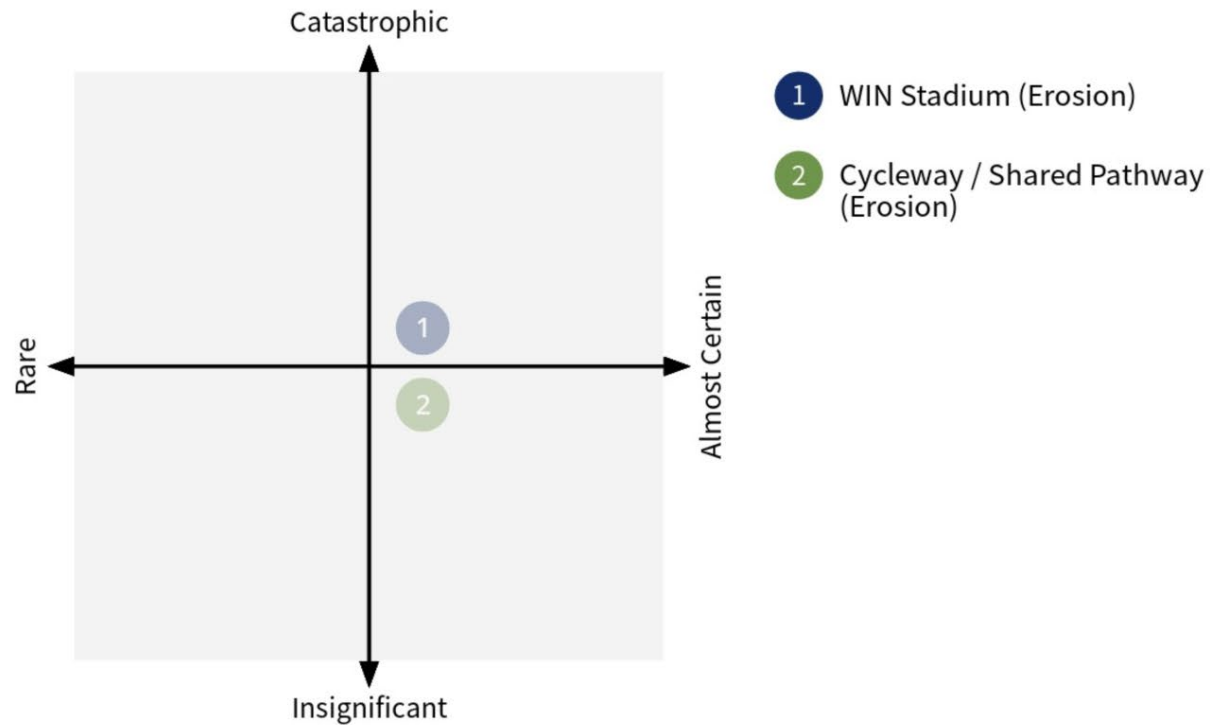 Catastrophic
1 WIN Stadium (Erosion)
2 Cycleway / Shared Pathway
(Erosion)
Rare
1
2
Almost Certain
Insignificant